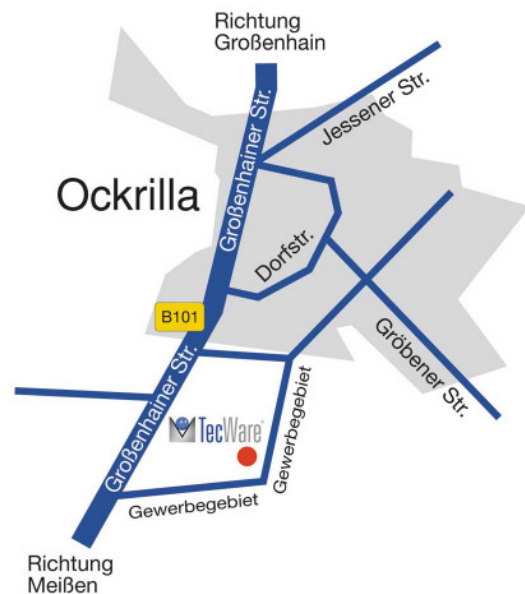 Richtung
Großenhain
Jessener Str.
Großenhainer Str.
Ockrilla
Dorfstr.
B101
Gröbener Str.
Großenhainer Str.
TecWare®
Gewerbegebiet
Gewerbegebiet
Richtung
Meißen